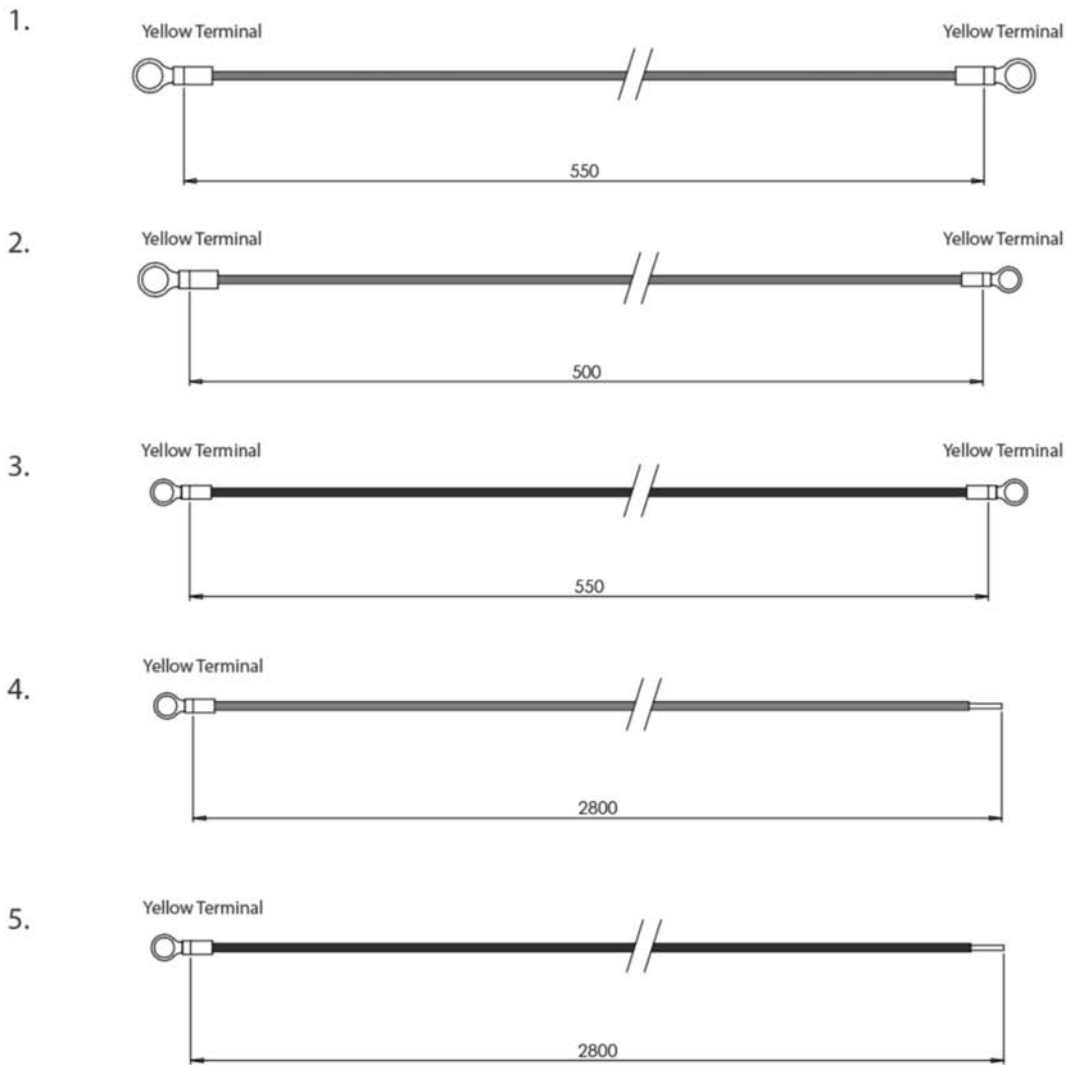 1.
Yellow Terminal
Yellow Terminal
550
2.
Yellow Terminal
Yellow Terminal
500
3.
Yellow Terminal
Yellow Terminal
550
4.
Yellow Terminal
2800
5.
Yellow Terminal
2800